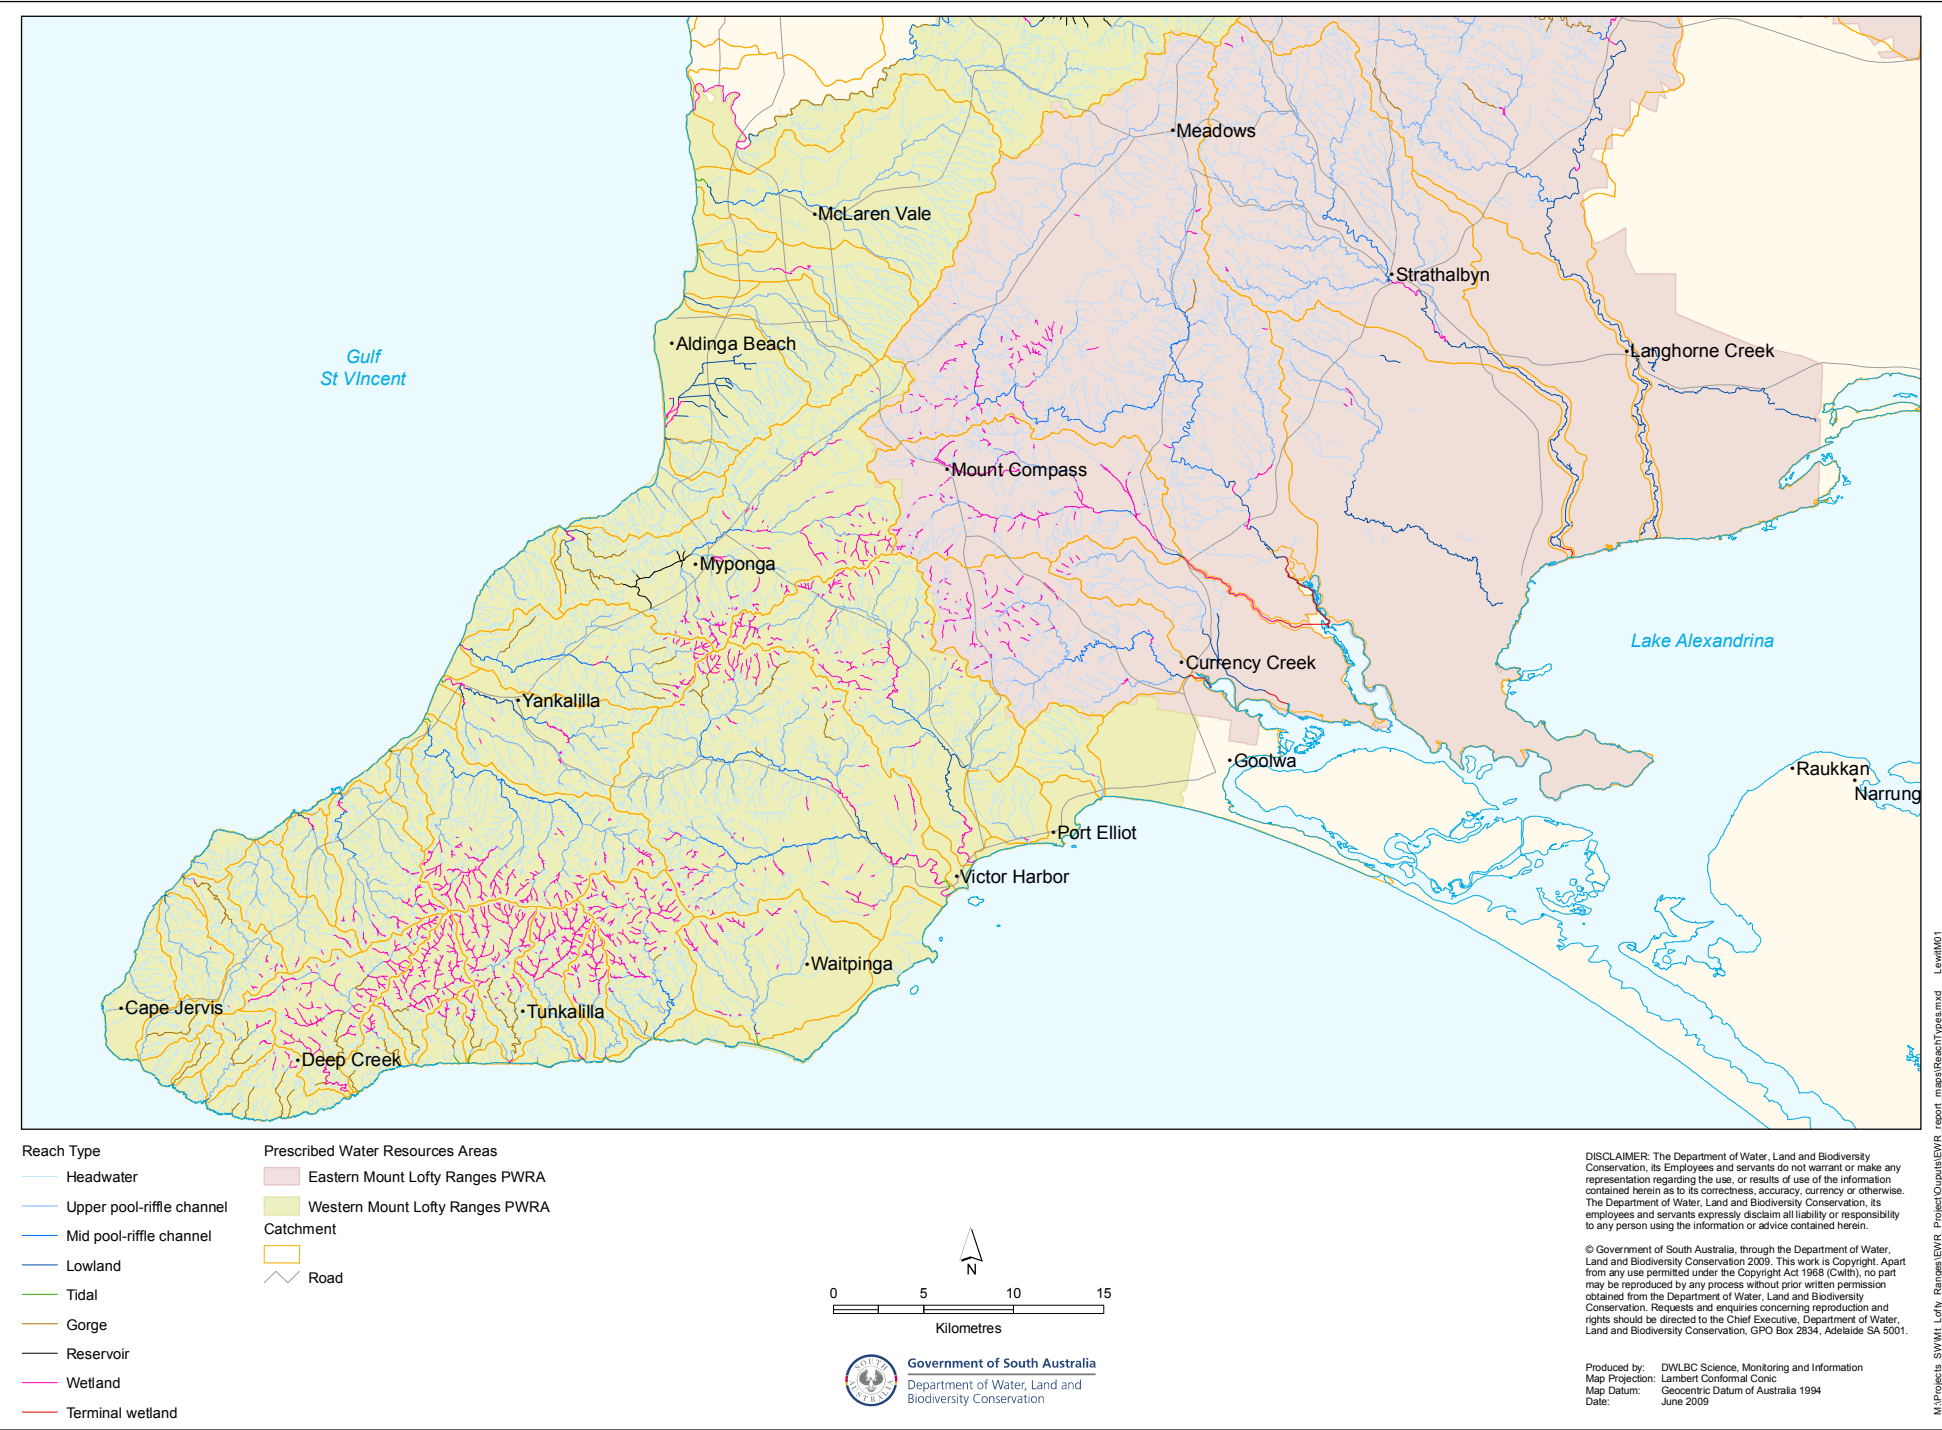 Meadows
McLaren Vale
Strathalbyn
Aldinga Beach
Langhorne Creek
Gulf
St VIncent
Mount Compass
Myponga
Lake Alexandrina
Currency Creek
Yankalilla
Goolwa
Raukkan
Narrung
Port Elliot
Victor Harbor
Waitpinga
Cape Jervis
Tunkalilla
Deep Creek
Reach Type
Headwater
Upper pool-riffle channel
Mid pool-riffle channel
Lowland
Tidal
Gorge
Reservoir
Wetland
Terminal wetland
Prescribed Water Resources Areas
Eastern Mount Lofty Ranges PWRA
Western Mount Lofty Ranges PWRA
Catchment
Road
N
0 5 10 15
Kilometres
SOUTH AUSTRALIA
Government of South Australia
Department of Water, Land and
Biodiversity Conservation
DISCLAIMER: The Department of Water, Land and Biodiversity
Conservation, its Employees and servants do not warrant or make any
representation regarding the use, or results of use of the information
contained herein as to its correctness, accuracy, currency or otherwise.
The Department of Water, Land and Biodiversity Conservation, its
employees and servants expressly disclaim all liability or responsibility
to any person using the information or advice contained herein.
© Government of South Australia, through the Department of Water,
Land and Biodiversity Conservation 2009. This work is Copyright. Apart
from any use permitted under the Copyright Act 1968 (Cwlth), no part
may be reproduced by any process without prior written permission
obtained from the Department of Water, Land and Biodiversity
Conservation. Requests and enquiries concerning reproduction and
rights should be directed to the Chief Executive, Department of Water,
Land and Biodiversity Conservation, GPO Box 2834, Adelaide SA 5001.
Produced by: DWLBC Science, Monitoring and Information
Map Projection: Lambert Conformal Conic
Map Datum: Geocentric Datum of Australia 1994
Date: June 2009
M:\Projects_SW\Mt_Lofty_Ranges\EWR_Project\Ouputs\EWR_report_maps\ReachTypes.mxd LewitM01